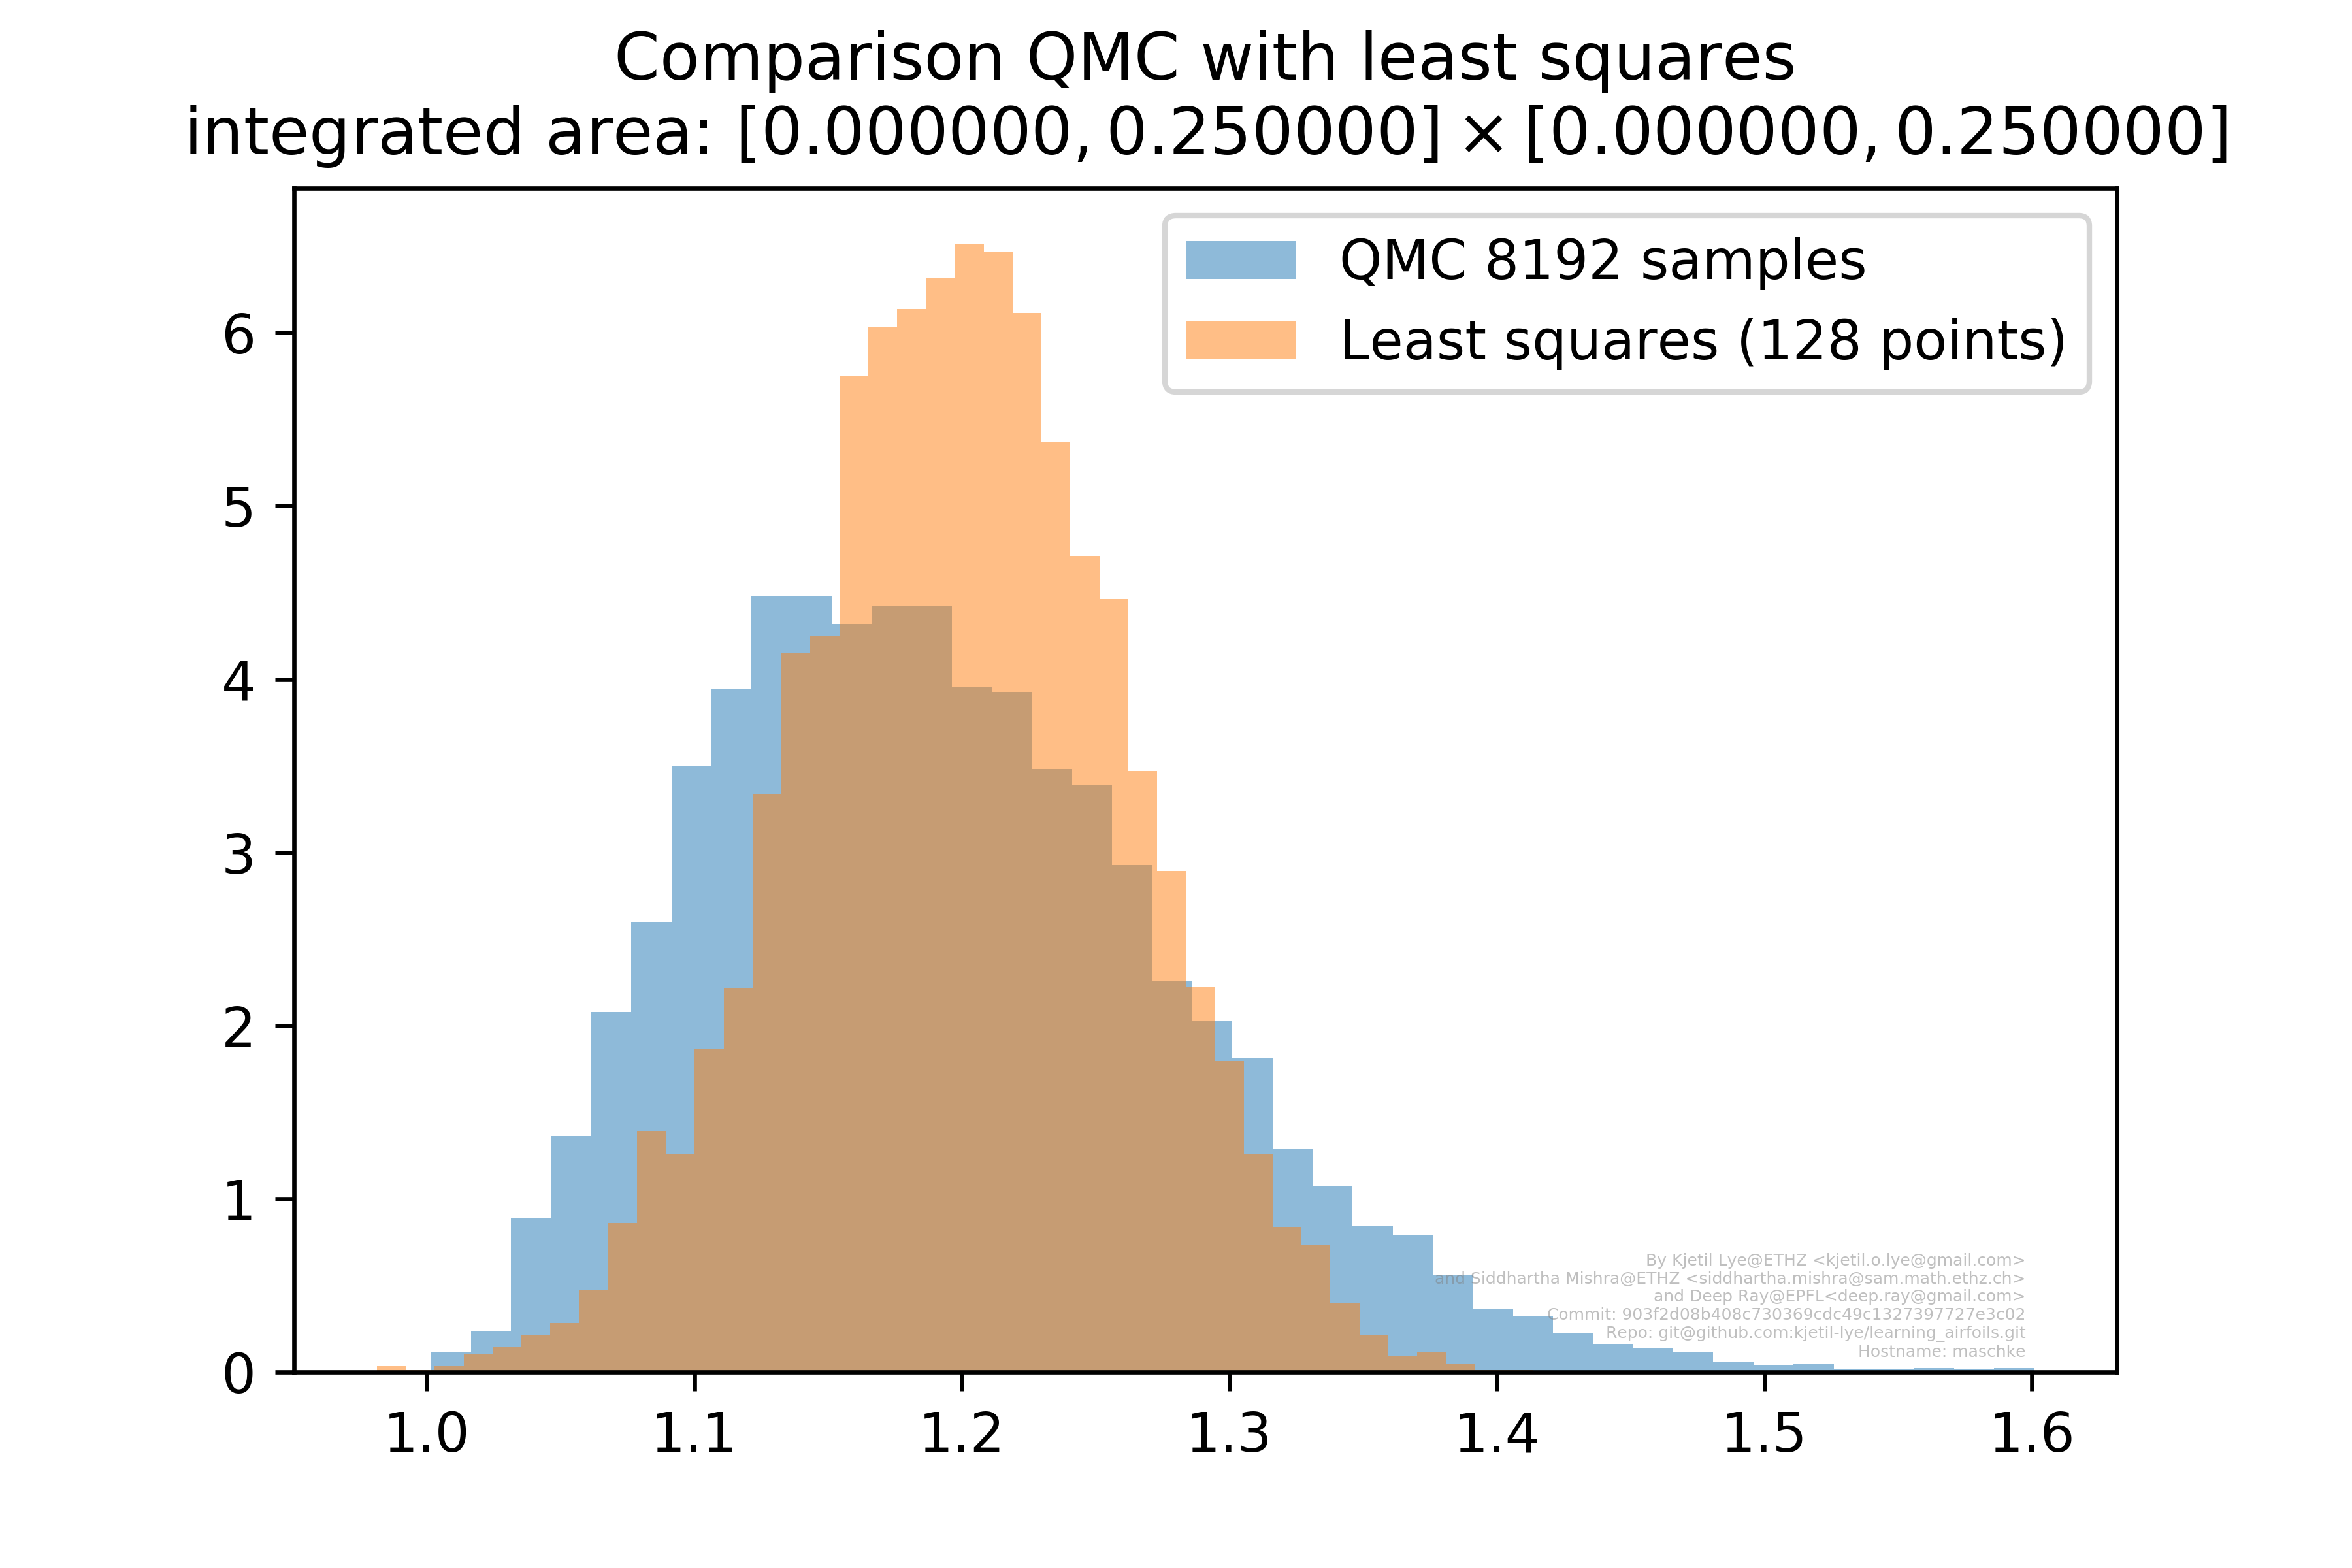 Comparison QMC with least squares
integrated area: [0.000000, 0.250000] × [0.000000, 0.250000]
QMC 8192 samples
Least squares (128 points)
6
5
4
3
2
1
0
By Kjetil Lye@ETHZ <kjetil.o.lye@gmail.com>
and Siddhartha Mishra@ETHZ <siddhartha.mishra@sam.math.ethz.ch>
and Deep Ray@EPFL<deep.ray@gmail.com>
Commit: 903f2d08b408c730369cdc49c1327397727e3c02
Repo: git@github.com:kjetil-lye/learning_airfoils.git
Hostname: maschke
1.0 1.1 1.2 1.3 1.4 1.5 1.6